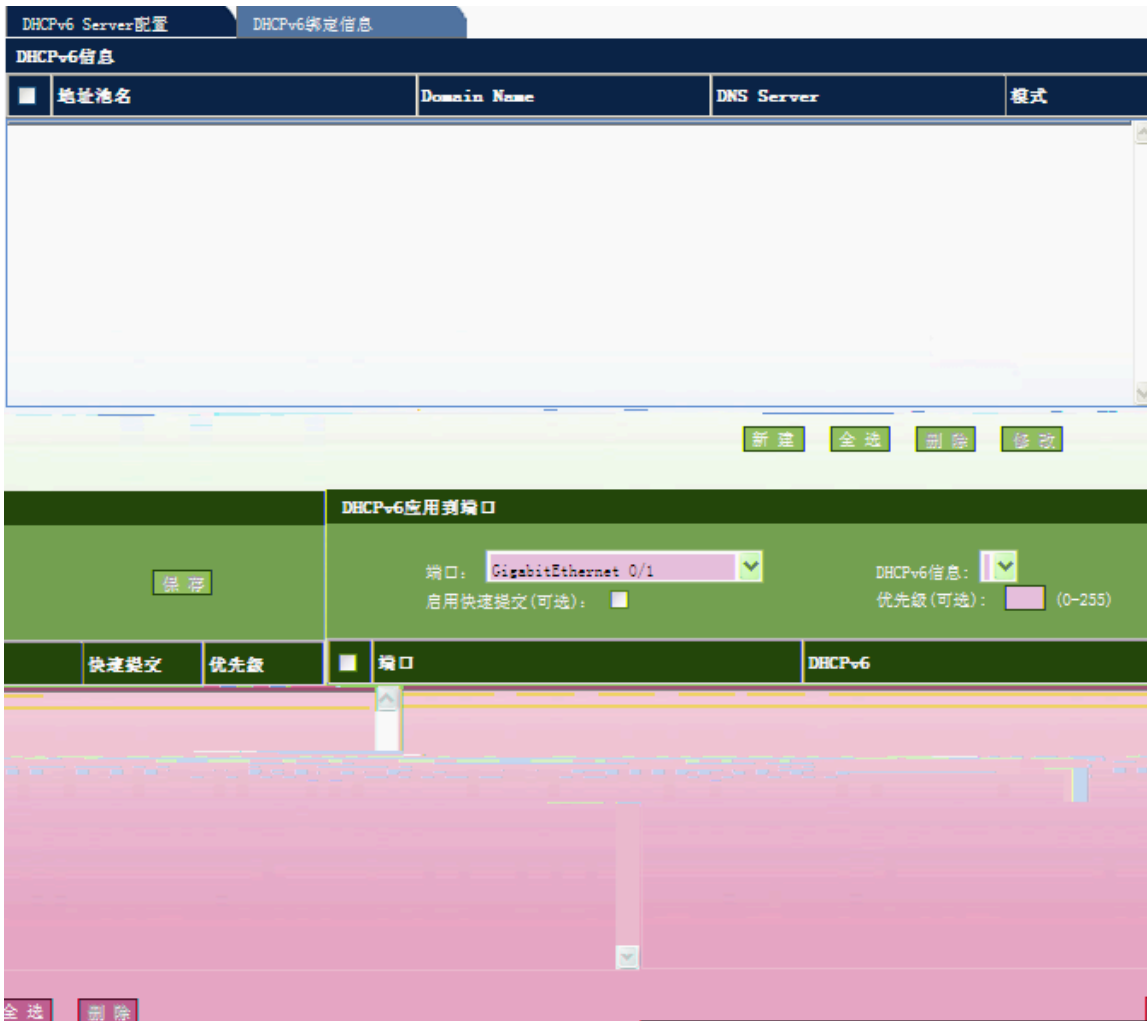 DHCPv6 Server配置 DHCPv6绑定信息
DHCPv6信息
地址池名 Domain Name DNS Server 模式
新 建 全 选 删 除 修 改
DHCPv6应用到端口
端口: GigabitEthernet 0/1 DHCPv6信息:
保 存
启用快速提交(可选): 优先级(可选): (0-255)
快速提交 优先级 端口 DHCPv6
全 选 删 除